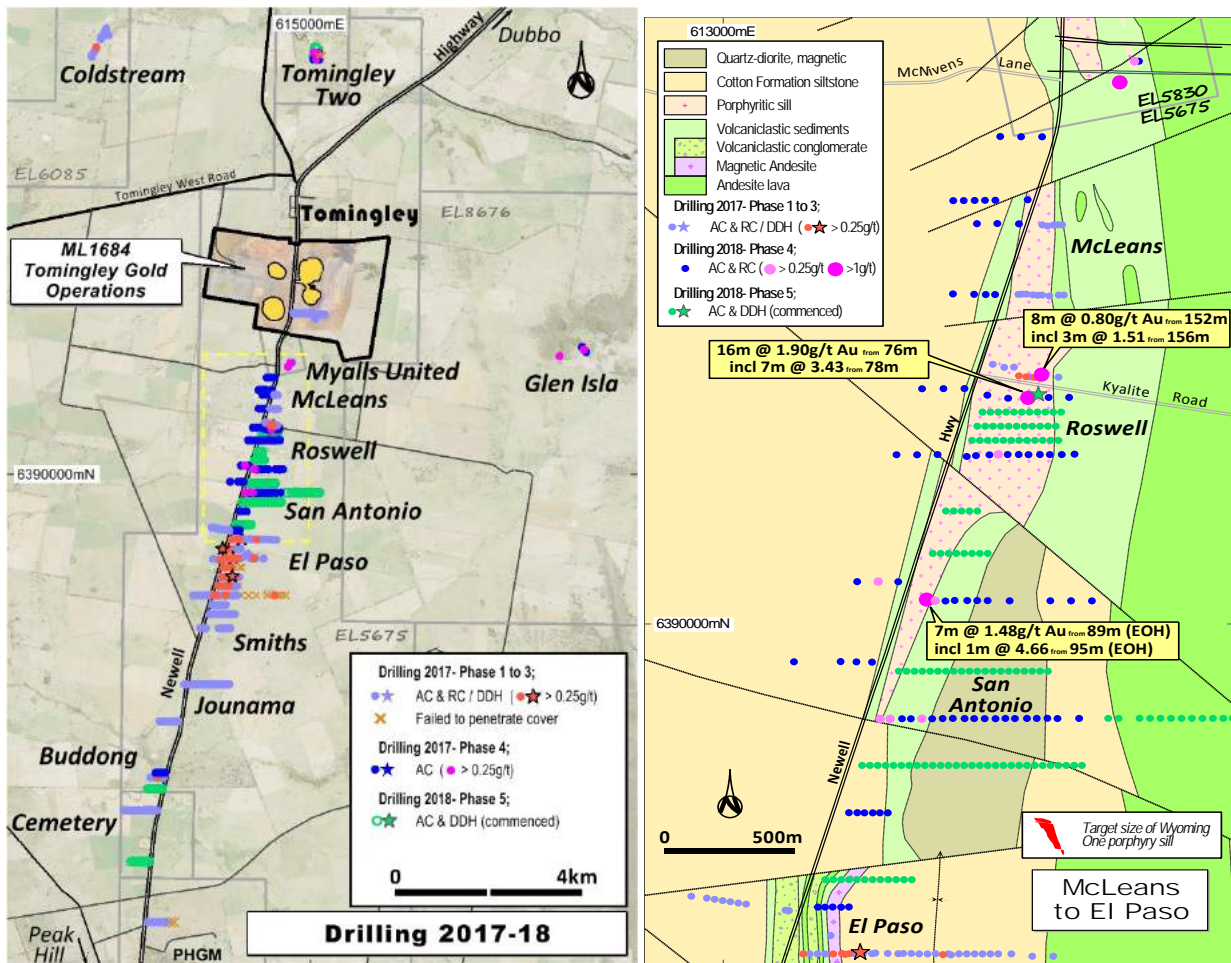 615000mE
Highway
Dubbo
Coldstream
Tomingley
Two
EL6085
Tomingley West Road
Tomingley
EL8676
ML1684
Tomingley Gold
Operations
Myalls United
McLeans
Glen Isla
Roswell
6390000mN
San Antonio
El Paso
Smiths
EL5675
Newell
Jounama
Buddong
Cemetery
Peak
Hill
PHGM
Drilling 2017- Phase 1 to 3;
AC & RC / DDH ( > 0.25g/t)
Failed to penetrate cover
Drilling 2017- Phase 4;
AC ( > 0.25g/t)
Drilling 2018- Phase 5;
AC & DDH (commenced)
0 4km
Drilling 2017-18
613000mE
Quartz-diorite, magnetic
Cotton Formation siltstone
Porphyritic sill
Volcaniclastic sediments
Volcaniclastic conglomerate
Magnetic Andesite
Andesite lava
Drilling 2017- Phase 1 to 3;
AC & RC / DDH ( > 0.25g/t)
Drilling 2018- Phase 4;
AC & RC ( > 0.25g/t >1g/t)
Drilling 2018- Phase 5;
AC & DDH (commenced)
McNivens Lane
EL5830
EL5675
McLeans
8m @ 0.80g/t Au from 152m
incl 3m @ 1.51 from 156m
16m @ 1.90g/t Au from 76m
incl 7m @ 3.43 from 78m
Kyalite Road
Hwy
Roswell
6390000mN
7m @ 1.48g/t Au from 89m (EOH)
incl 1m @ 4.66 from 95m (EOH)
San
Antonio
Newell
0 500m
Target size of Wyoming
One porphyry sill
McLeans
to El Paso
El Paso